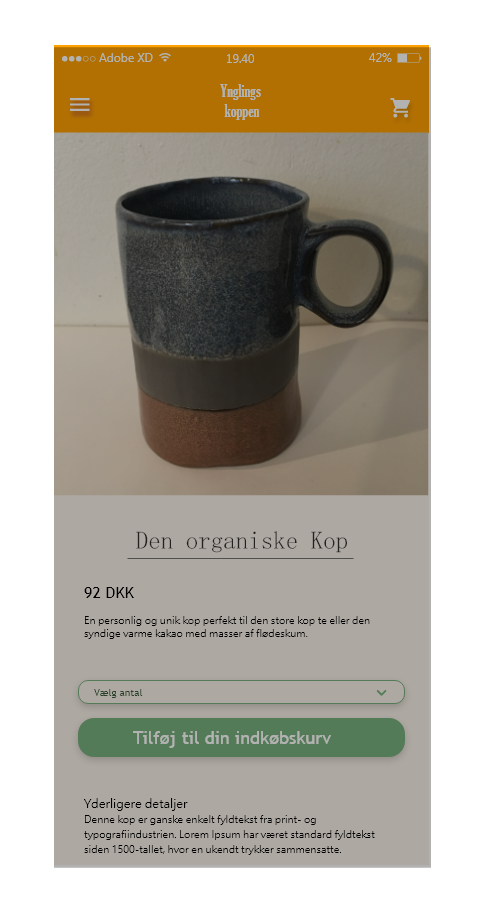 Adobe XD 19.40 42%
Ynglings
koppen
Den organiske Kop
92 DKK
En personlig og unik kop perfekt til den store kop te eller den
syndige varme kakao med masser af flødeskum.
Vælg antal
Tilføj til din indkøbskurv
Yderligere detaljer
Denne kop er ganske enkelt fyldtekst fra print- og
typografiindustrien. Lorem Ipsum har været standard fyldtekst
siden 1500-tallet, hvor en ukendt trykker sammensatte.